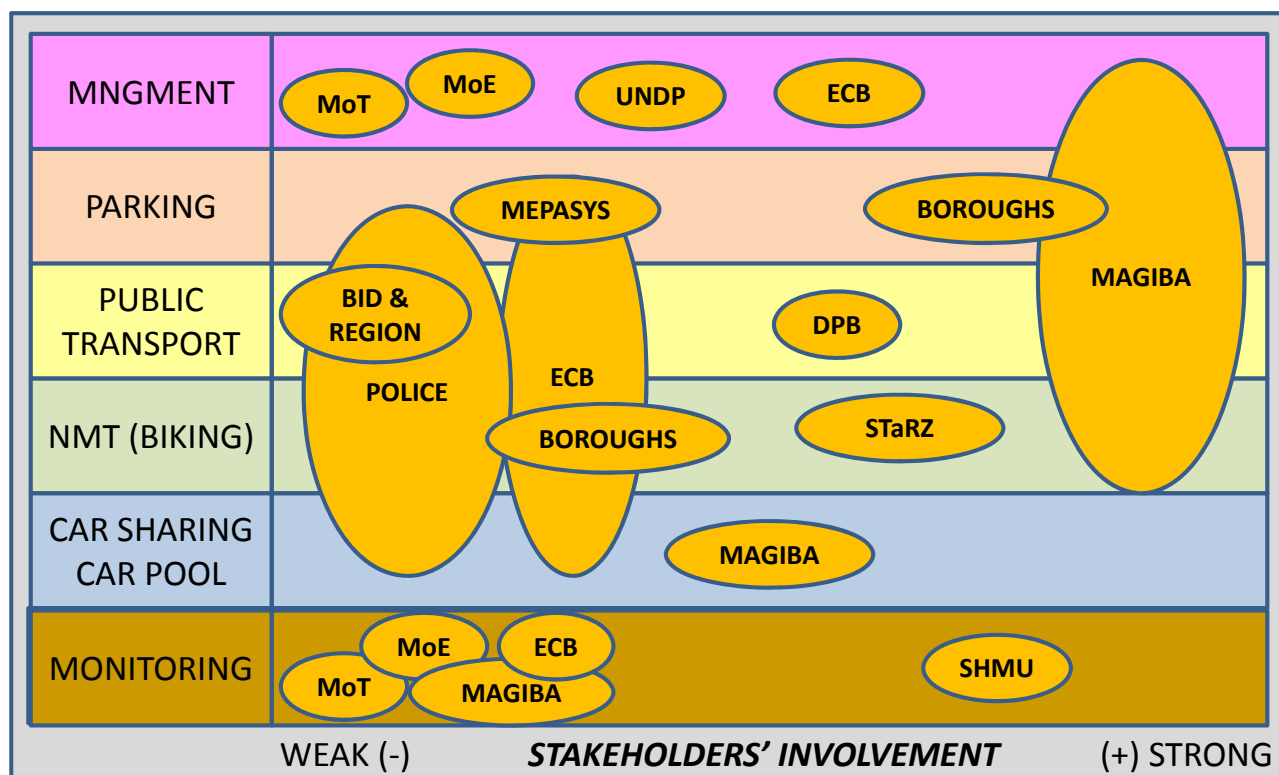 MNGMENT
MoT
MoE
UNDP
ECB
PARKING
MEPASYS
BOROUGHS
MAGIBA
PUBLIC
TRANSPORT
BID &
REGION
DPB
POLICE
ECB
NMT (BIKING)
BOROUGHS
STaRZ
CAR SHARING
CAR POOL
MAGIBA
MONITORING
MoT
MoE
ECB
MAGIBA
SHMU
WEAK (-)
STAKEHOLDERS’ INVOLVEMENT
(+) STRONG